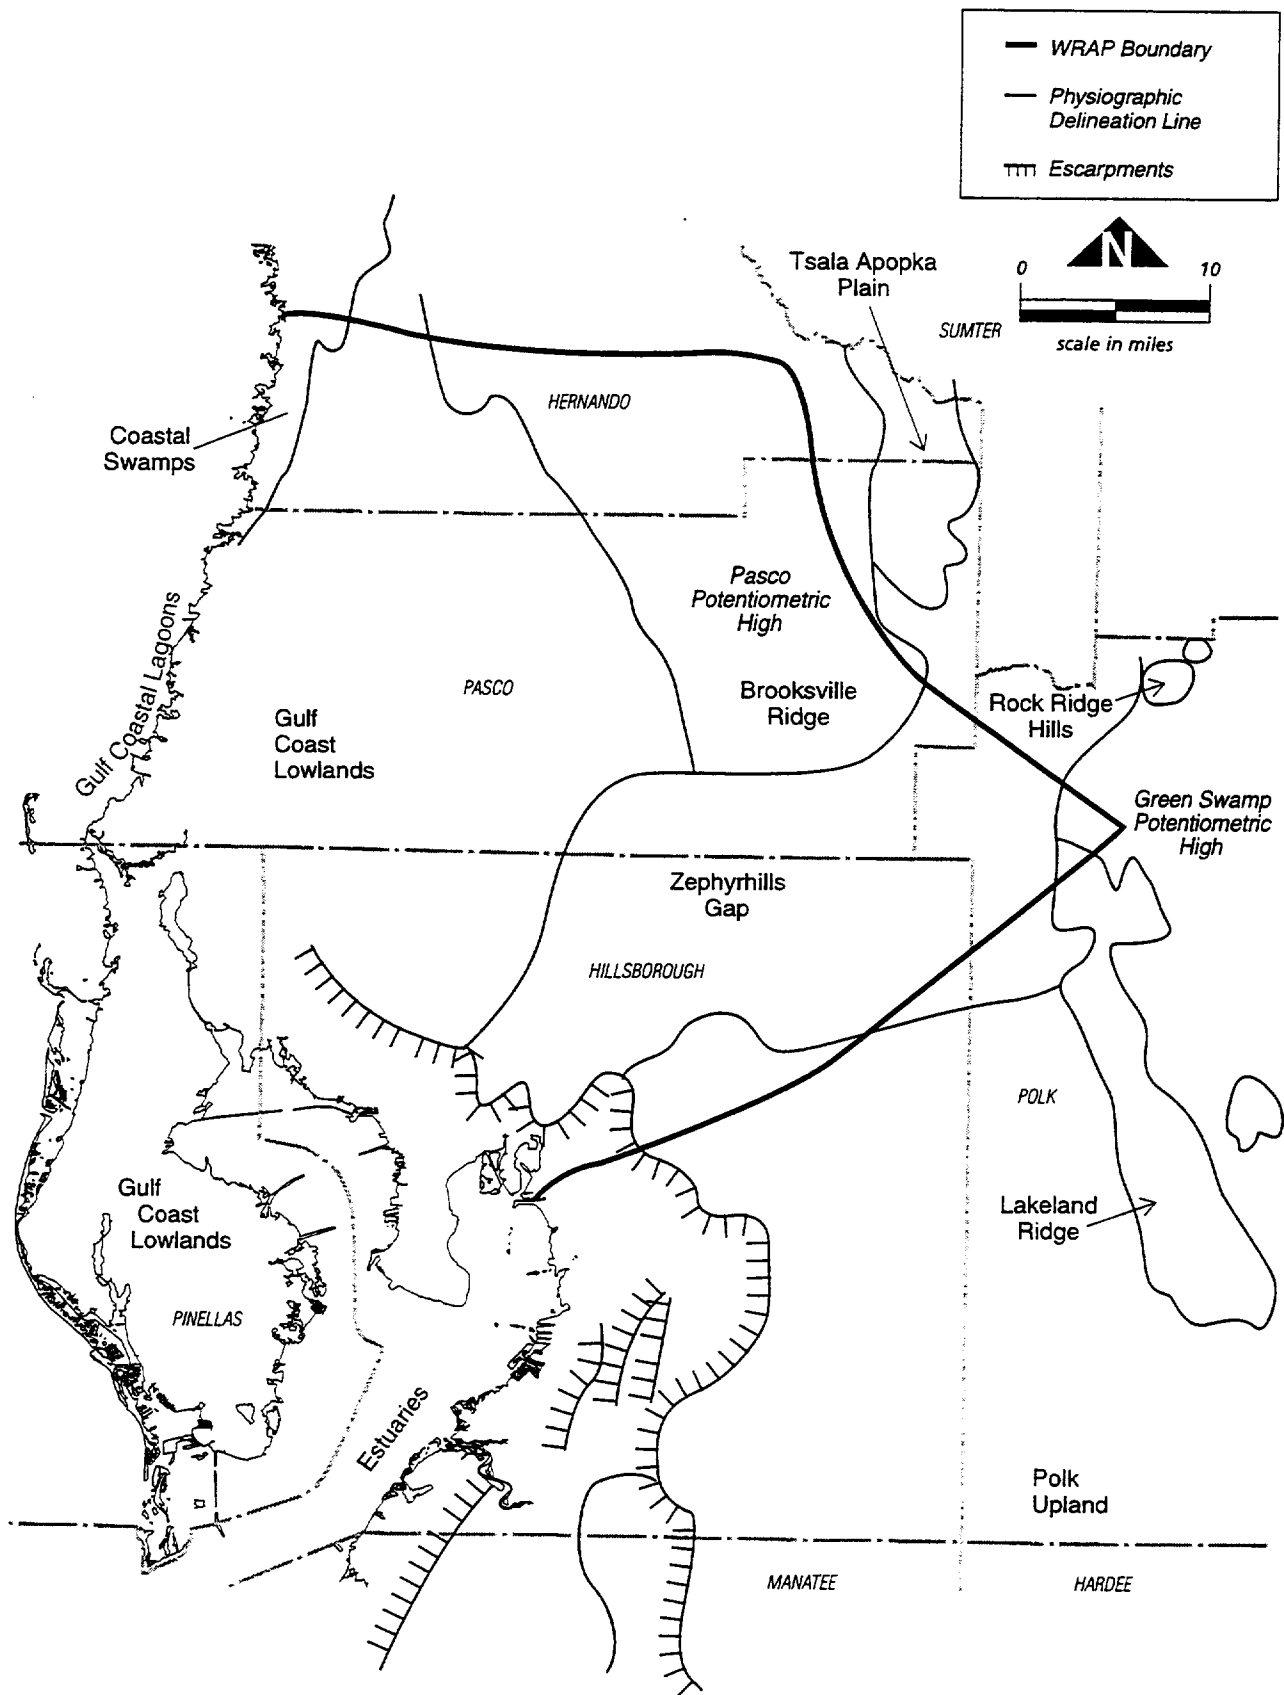 WRAP Boundary
Physiographic
Delineation Line
Escarpments
N
0 10
scale in miles
Tsala Apopka
Plain
SUMTER
HERNANDO
Coastal
Swamps
Pasco
Potentiometric
High
Gulf Coastal Lagoons
PASCO
Brooksville
Ridge
Rock Ridge
Hills
Gulf
Coast
Lowlands
Green Swamp
Potentiometric
High
Zephyrhills
Gap
HILLSBOROUGH
POLK
Gulf
Coast
Lowlands
Lakeland
Ridge
PINELLAS
Estuaries
Polk
Upland
MANATEE
HARDEE